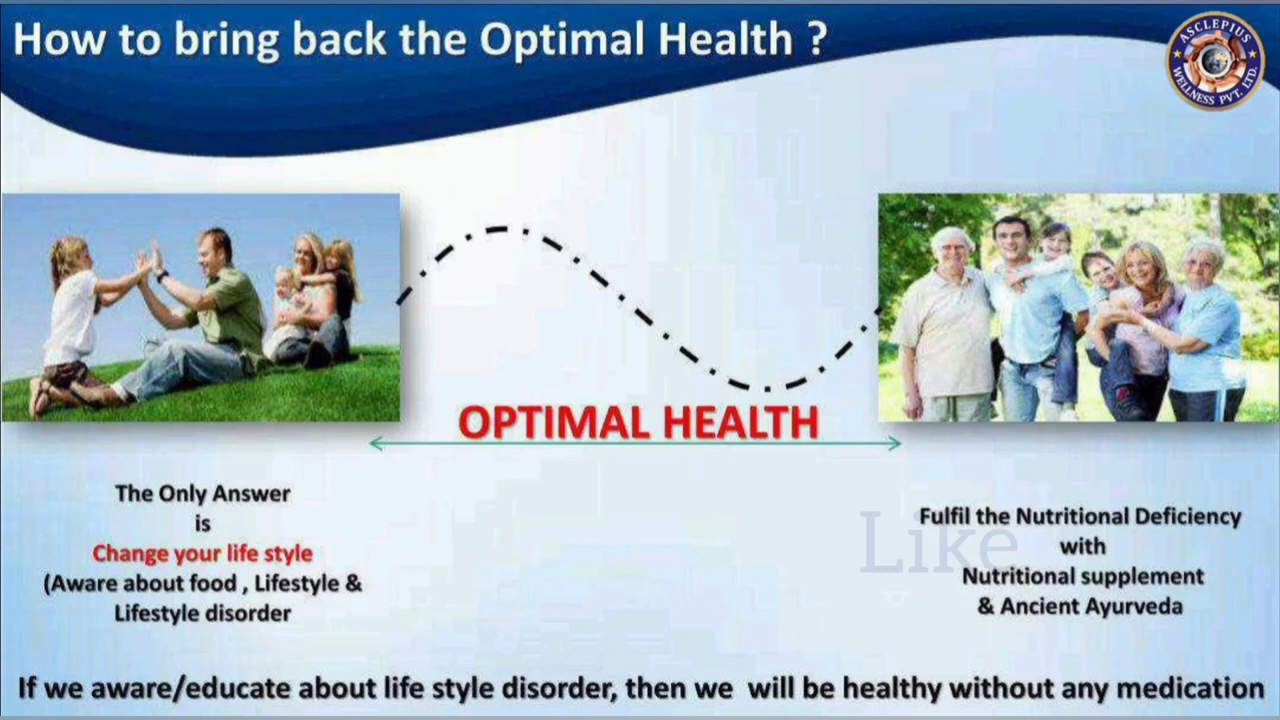 How to bring back the Optimal Health ?
ASCLEPIUS
WELLNESS PVT. LTD.
OPTIMAL HEALTH
The Only Answer
is
Change your life style
(Aware about food , Lifestyle &
Lifestyle disorder
Like
Fulfil the Nutritional Deficiency
with
Nutritional supplement
& Ancient Ayurveda
If we aware/educate about life style disorder, then we will be healthy without any medication